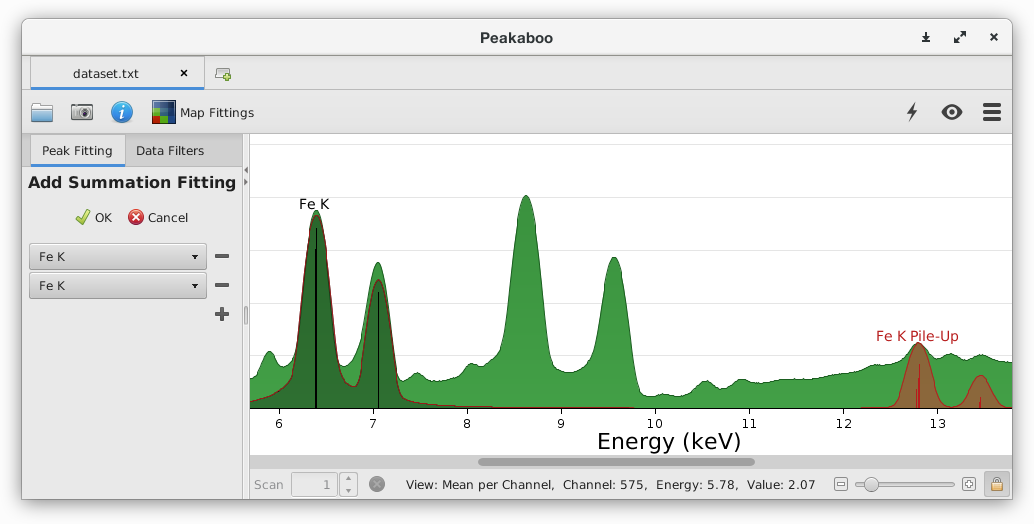 Peakaboo
dataset.txt
Map Fittings
Peak Fitting
Data Filters
Add Summation Fitting
OK
Cancel
Fe K
Fe K
Fe K
Fe K Pile-Up
6 7 8 9 10 11 12 13
Energy (keV)
Scan 1
View: Mean per Channel, Channel: 575, Energy: 5.78, Value: 2.07